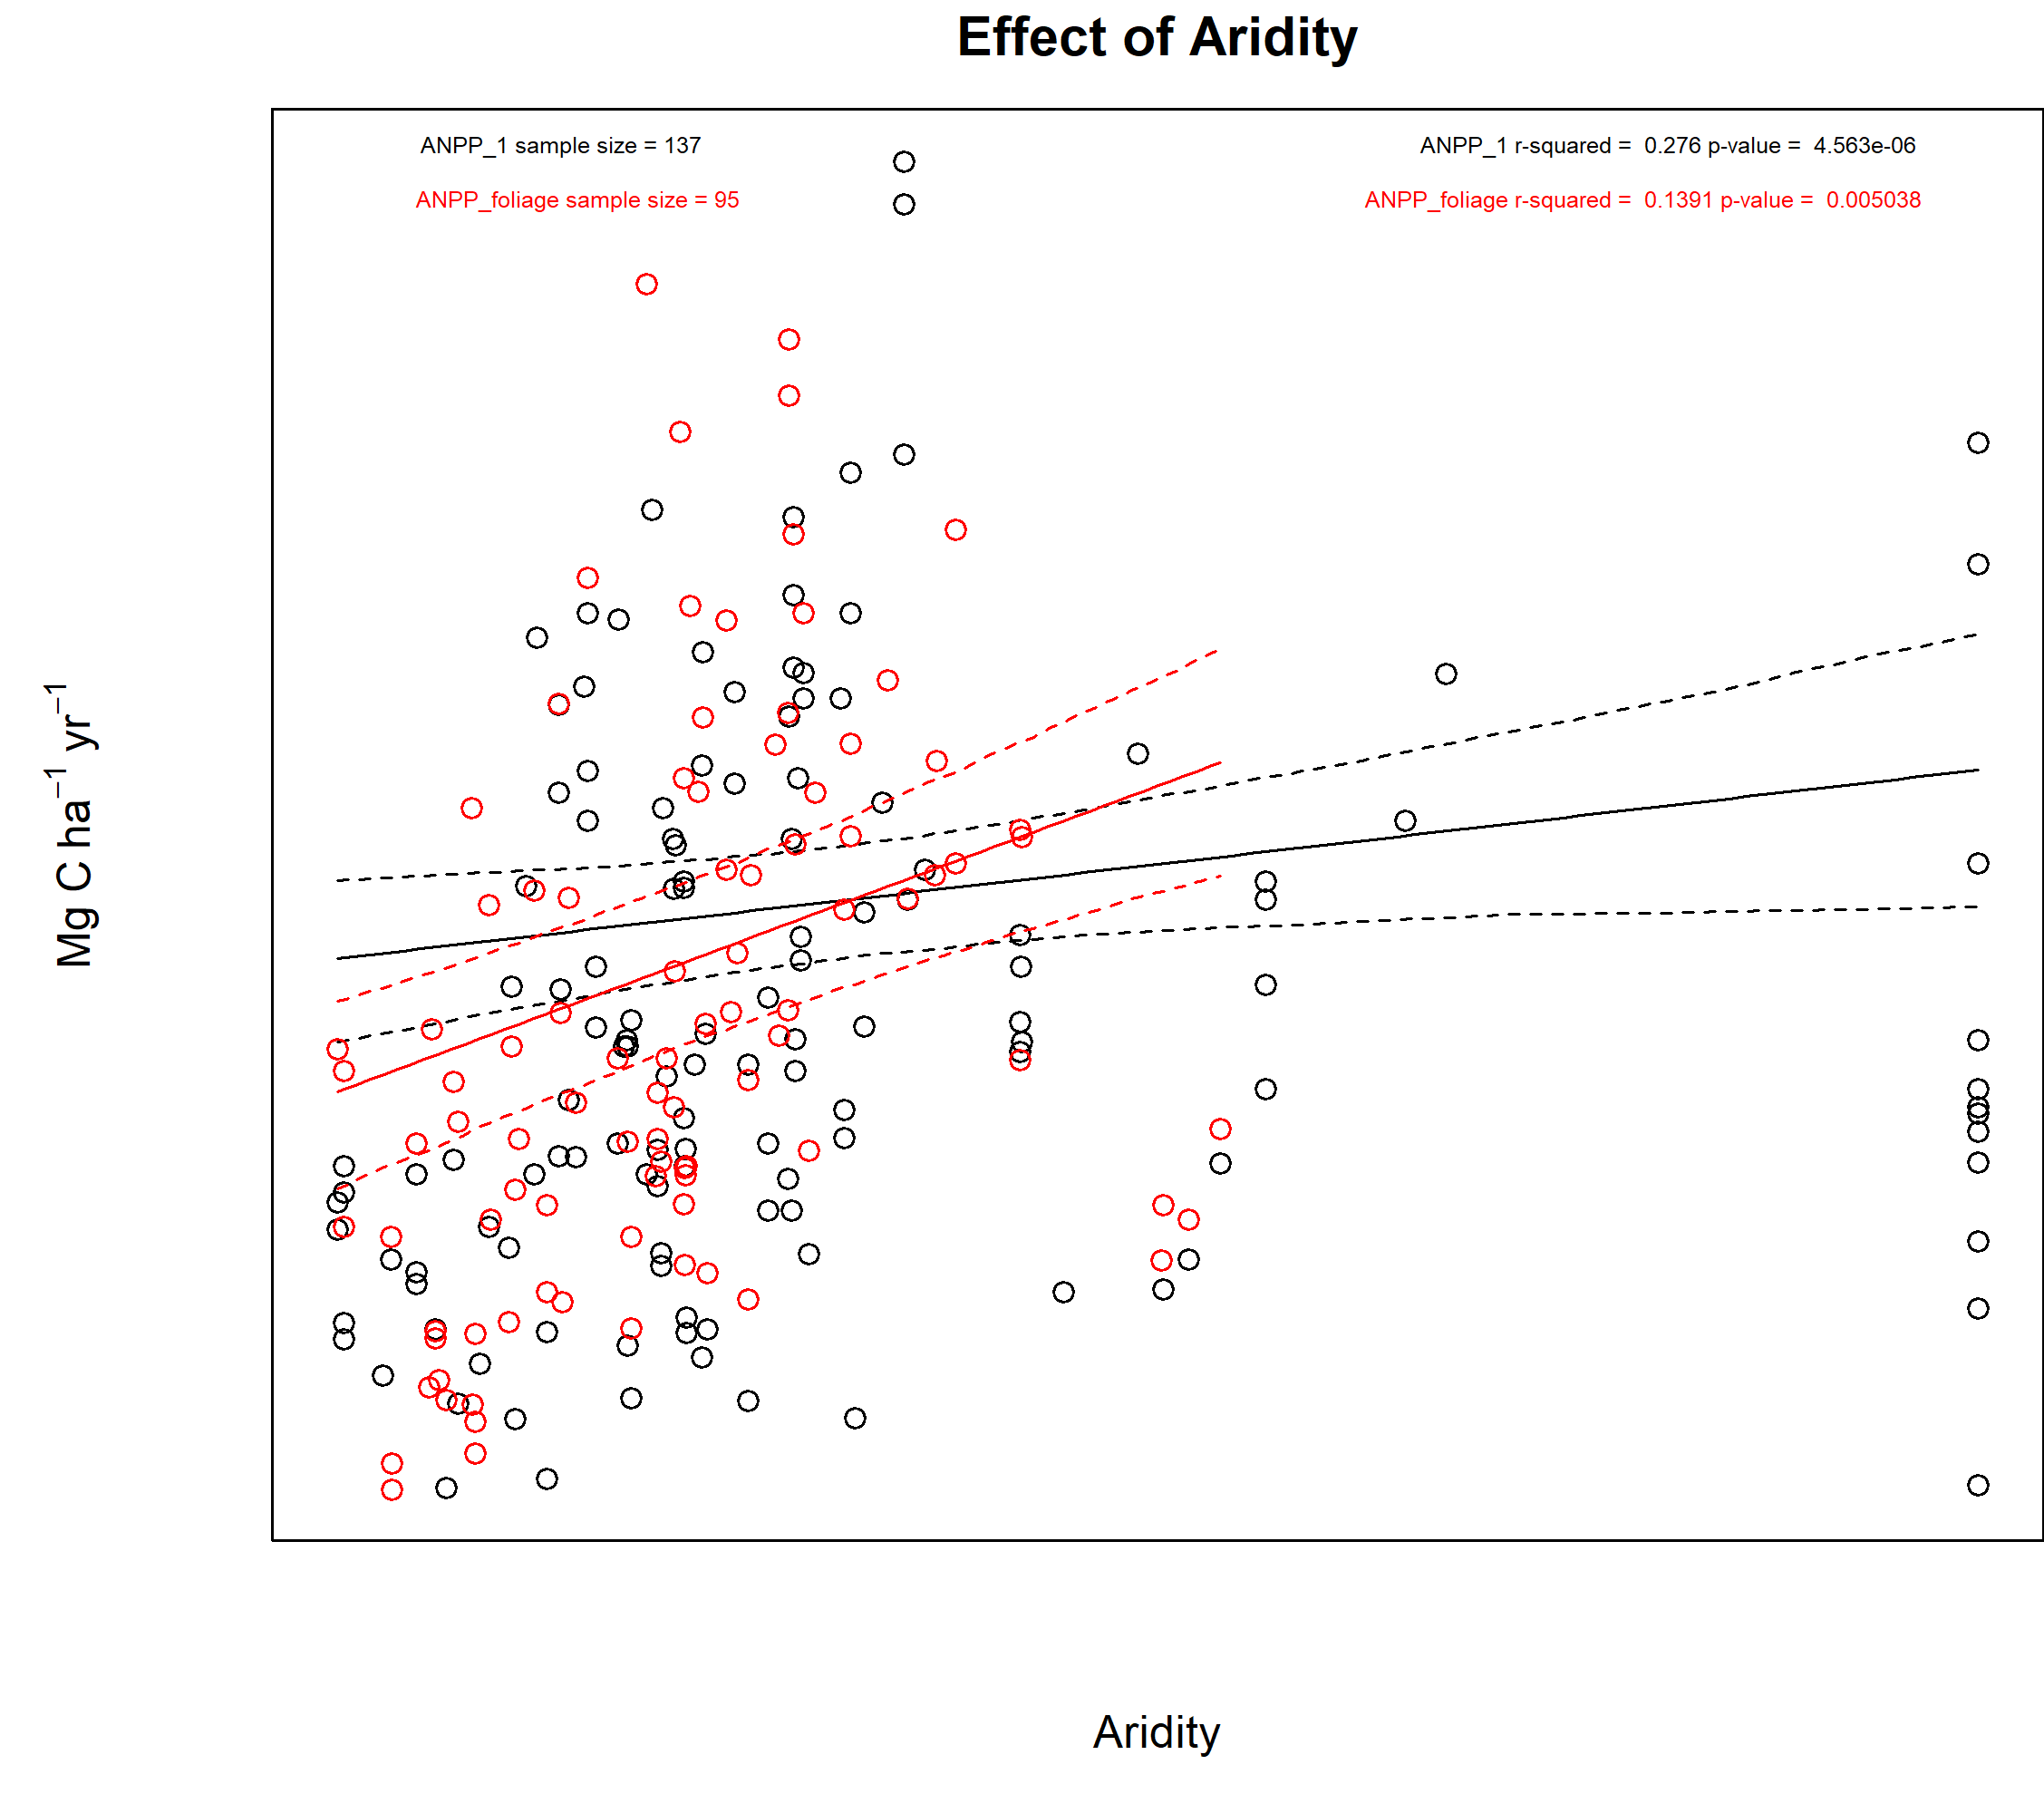 Effect of Aridity
ANPP_1 sample size = 137
ANPP_1 r-squared = 0.276 p-value = 4.563e-06
ANPP_foliage sample size = 95
ANPP_foliage r-squared = 0.1391 p-value = 0.005038
Mg C ha⁻¹ yr⁻¹
Aridity